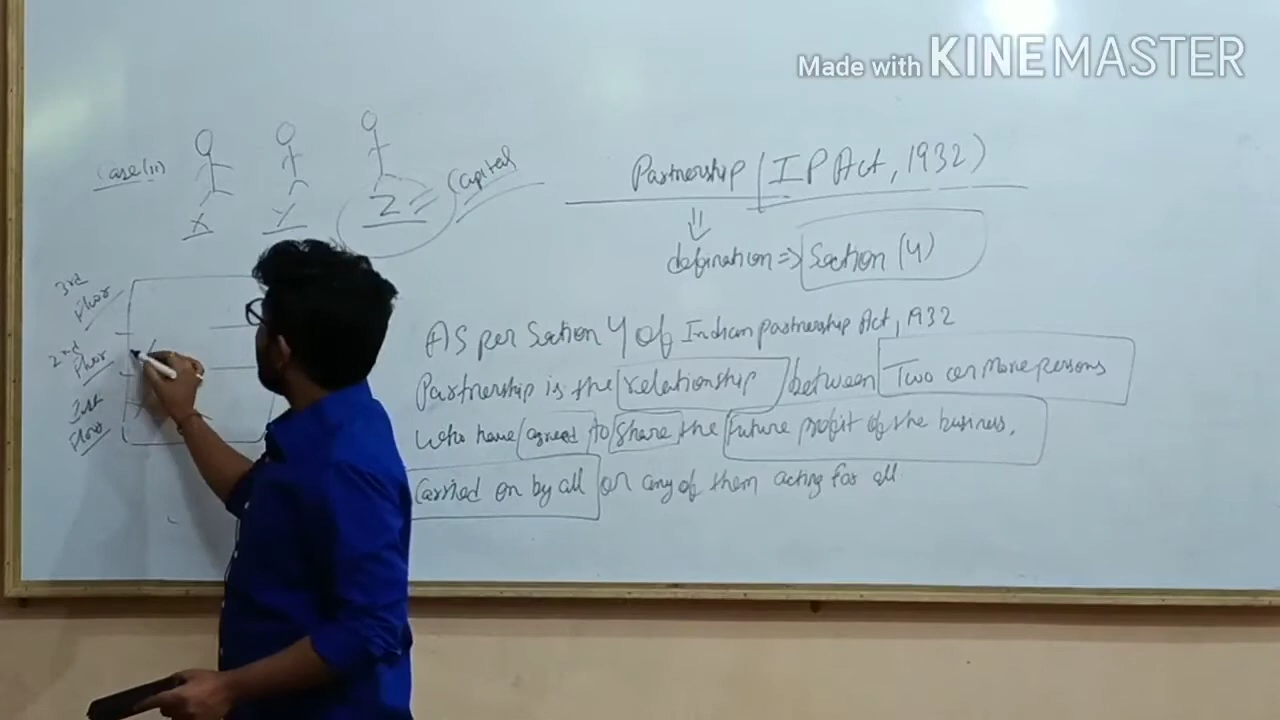 Made with KINEMASTER
Case (ii)
X Y Z Capital
3rd
Floor
2nd
Floor
1st
Floor
Partnership (I P Act, 1932)
defination => Section (4)
As per Section 4 of Indian Partnership Act, 1932
Partnership is the relationship between Two or more persons
who have agreed to share the future profit of the business.
Carried on by all or any of them acting for all